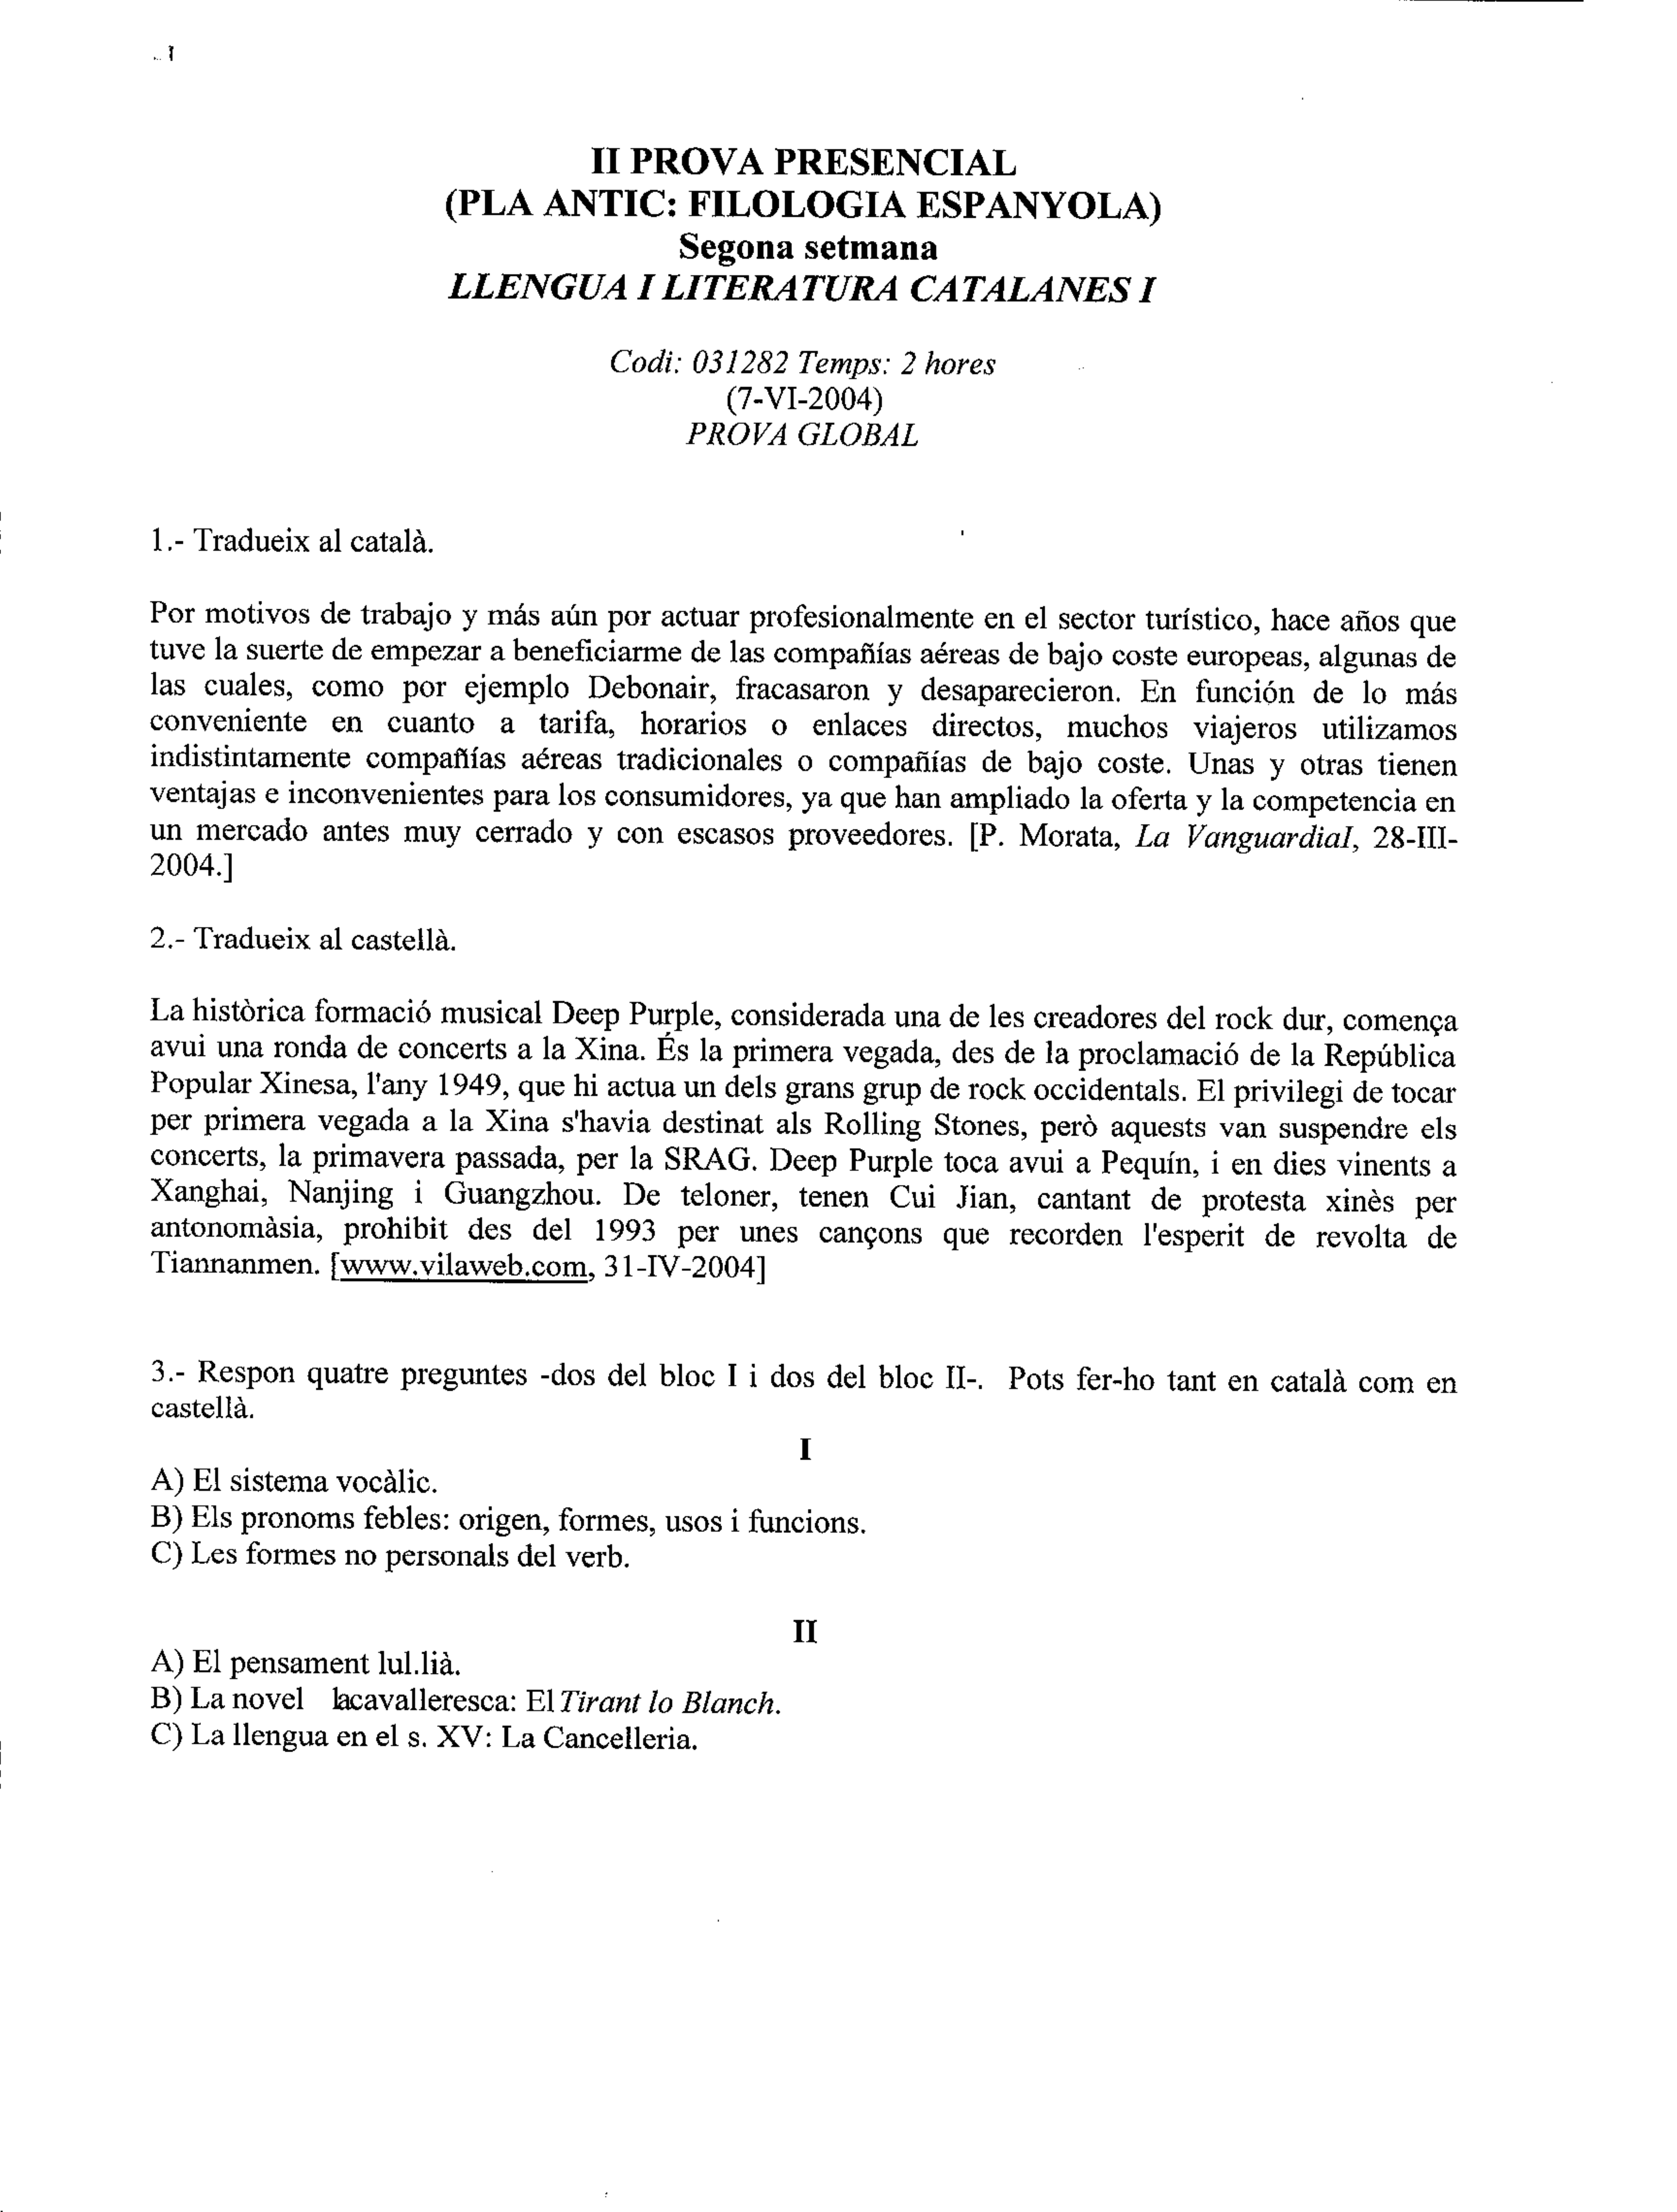 II PROVA PRESENCIAL
(PLA ANTIC: FILOLOGIA ESPANYOLA)
Segona setmana
LLENGUA I LITERATURA CATALANES I
Codi: 031282 Temps: 2 hores
(7-VI-2004)
PROVA GLOBAL
1.- Tradueix al català.
Por motivos de trabajo y más aún por actuar profesionalmente en el sector turístico, hace años que
tuve la suerte de empezar a beneficiarme de las compañías aéreas de bajo coste europeas, algunas de
las cuales, como por ejemplo Debonair, fracasaron y desaparecieron. En función de lo más
conveniente en cuanto a tarifa, horarios o enlaces directos, muchos viajeros utilizamos
indistintamente compañías aéreas tradicionales o compañías de bajo coste. Unas y otras tienen
ventajas e inconvenientes para los consumidores, ya que han ampliado la oferta y la competencia en
un mercado antes muy cerrado y con escasos proveedores. [P. Morata, La Vanguardial, 28-III-
2004.]
2.- Tradueix al castellà.
La històrica formació musical Deep Purple, considerada una de les creadores del rock dur, comença
avui una ronda de concerts a la Xina. És la primera vegada, des de la proclamació de la República
Popular Xinesa, l'any 1949, que hi actua un dels grans grup de rock occidentals. El privilegi de tocar
per primera vegada a la Xina s'havia destinat als Rolling Stones, però aquests van suspendre els
concerts, la primavera passada, per la SRAG. Deep Purple toca avui a Pequín, i en dies vinents a
Xanghai, Nanjing i Guangzhou. De teloner, tenen Cui Jian, cantant de protesta xinès per
antonomàsia, prohibit des del 1993 per unes cançons que recorden l'esperit de revolta de
Tiannanmen. [www.vilaweb.com, 31-IV-2004]
3.- Respon quatre preguntes -dos del bloc I i dos del bloc II-. Pots fer-ho tant en català com en
castellà.
I
A) El sistema vocàlic.
B) Els pronoms febles: origen, formes, usos i funcions.
C) Les formes no personals del verb.
II
A) El pensament lul.lià.
B) La novel lacavalleresca: El Tirant lo Blanch.
C) La llengua en el s. XV: La Cancelleria.